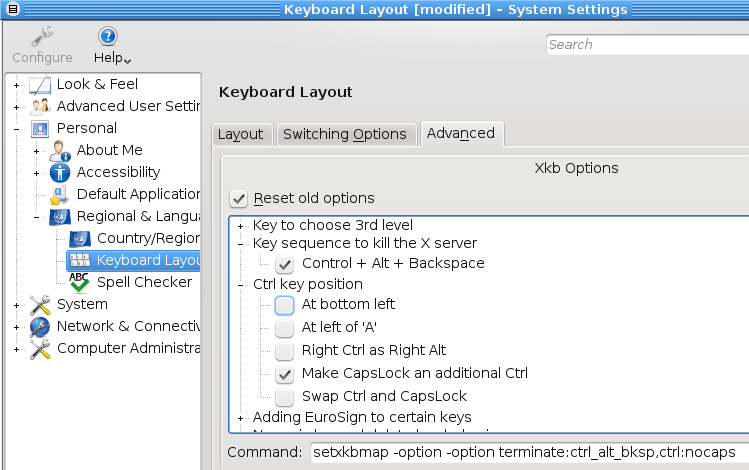 Keyboard Layout [modified] – System Settings
Configure
Help
Search
Look & Feel
Advanced User Settin
Personal
About Me
Accessibility
Default Application
Regional & Langua
Country/Region
Keyboard Layou
Spell Checker
System
Network & Connectiv
Computer Administra
Keyboard Layout
Layout
Switching Options
Advanced
Xkb Options
Reset old options
Key to choose 3rd level
Key sequence to kill the X server
Control + Alt + Backspace
Ctrl key position
At bottom left
At left of 'A'
Right Ctrl as Right Alt
Make CapsLock an additional Ctrl
Swap Ctrl and CapsLock
Adding EuroSign to certain keys
Command:
setxkbmap -option -option terminate:ctrl_alt_bksp,ctrl:nocaps
ABC